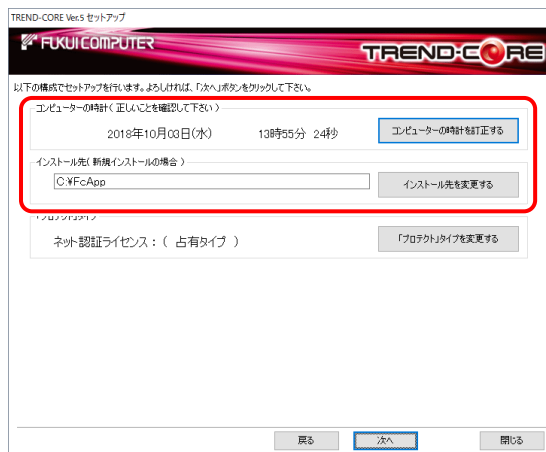 TREND-CORE Ver.5 セットアップ
FUKUI COMPUTER
TREND-CORE
以下の構成でセットアップを行います。よろしければ、「次へ」ボタンをクリックして下さい。
コンピューターの時計( 正しいことを確認して下さい )
2018年10月03日(水) 13時55分 24秒 コンピューターの時計を訂正する
インストール先( 新規インストールの場合 )
C:¥FcApp インストール先を変更する
「プロテクト」タイプ
ネット認証ライセンス : ( 占有タイプ ) 「プロテクト」タイプを変更する
戻る 次へ 閉じる